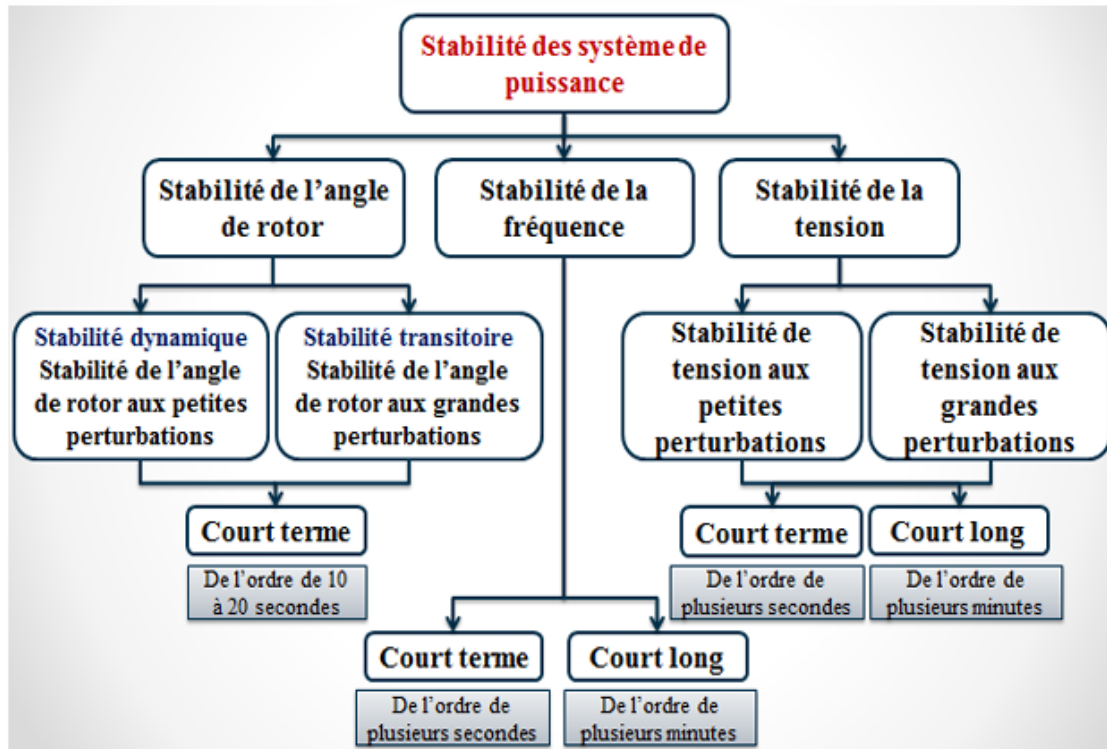 Stabilité des système de
puissance
Stabilité de l'angle
de rotor
Stabilité de la
fréquence
Stabilité de la
tension
Stabilité dynamique
Stabilité de l'angle
de rotor aux petites
perturbations
Stabilité transitoire
Stabilité de l'angle
de rotor aux grandes
perturbations
Stabilité de
tension aux
petites
perturbations
Stabilité de
tension aux
grandes
perturbations
Court terme
De l'ordre de 10
à 20 secondes
Court terme
De l'ordre de
plusieurs secondes
Court long
De l'ordre de
plusieurs minutes
Court terme
De l'ordre de
plusieurs secondes
Court long
De l'ordre de
plusieurs minutes